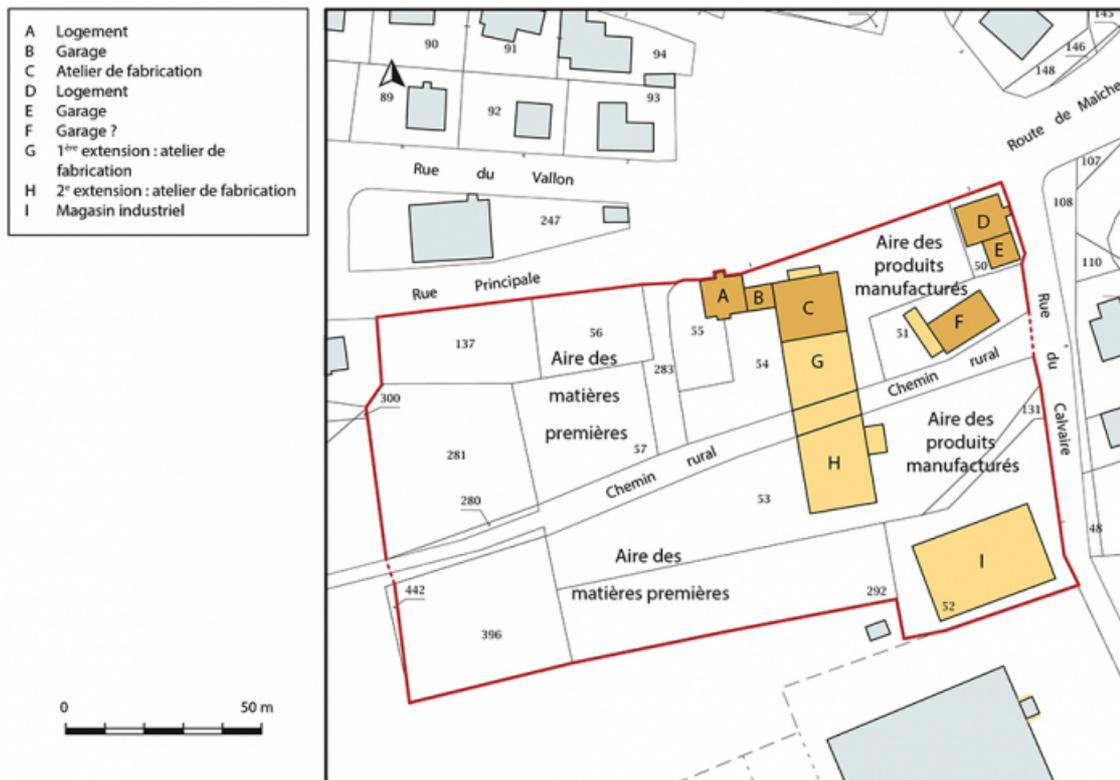 A Logement
B Garage
C Atelier de fabrication
D Logement
E Garage
F Garage ?
G 1ère extension : atelier de
fabrication
H 2e extension : atelier de fabrication
I Magasin industriel
0 50 m
90
91
94
89
92
93
145
146
148
Route de Maîche
107
108
110
Rue du Vallon
247
Rue Principale
137
56
55
54
283
57
300
281
280
442
396
53
292
52
51
50
131
48
A
B
C
D
E
F
G
H
I
Aire des
produits
manufacturés
Aire des
matières
premières
Chemin rural
Chemin rural
Aire des
produits
manufacturés
Aire des
matières premières
Rue du Calvaire